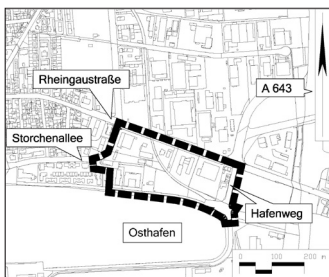 Rheingaustraße
A 643
Storchenallee
Hafenweg
Osthafen
0 100 200 m